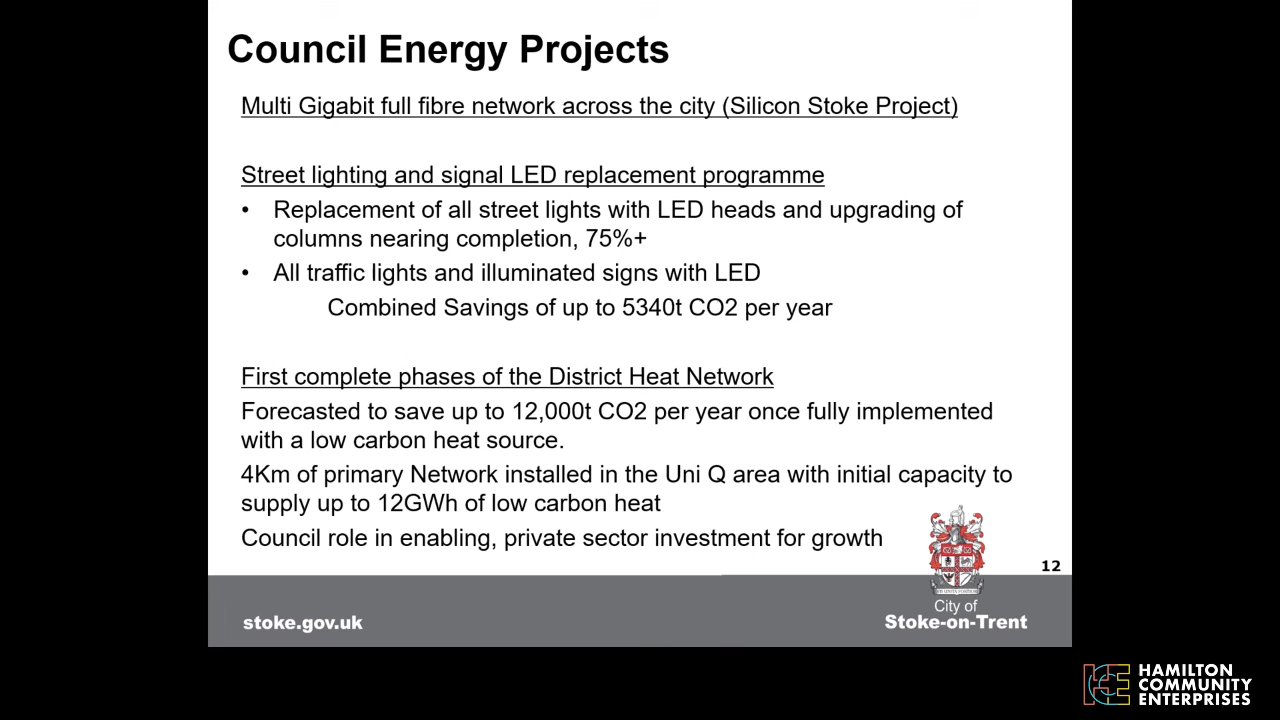 Council Energy Projects
Multi Gigabit full fibre network across the city (Silicon Stoke Project)
Street lighting and signal LED replacement programme
• Replacement of all street lights with LED heads and upgrading of
columns nearing completion, 75%+
• All traffic lights and illuminated signs with LED
Combined Savings of up to 5340t CO2 per year
First complete phases of the District Heat Network
Forecasted to save up to 12,000t CO2 per year once fully implemented
with a low carbon heat source.
4Km of primary Network installed in the Uni Q area with initial capacity to
supply up to 12GWh of low carbon heat
Council role in enabling, private sector investment for growth
12
stoke.gov.uk
City of
Stoke-on-Trent
HAMILTON
COMMUNITY
ENTERPRISES